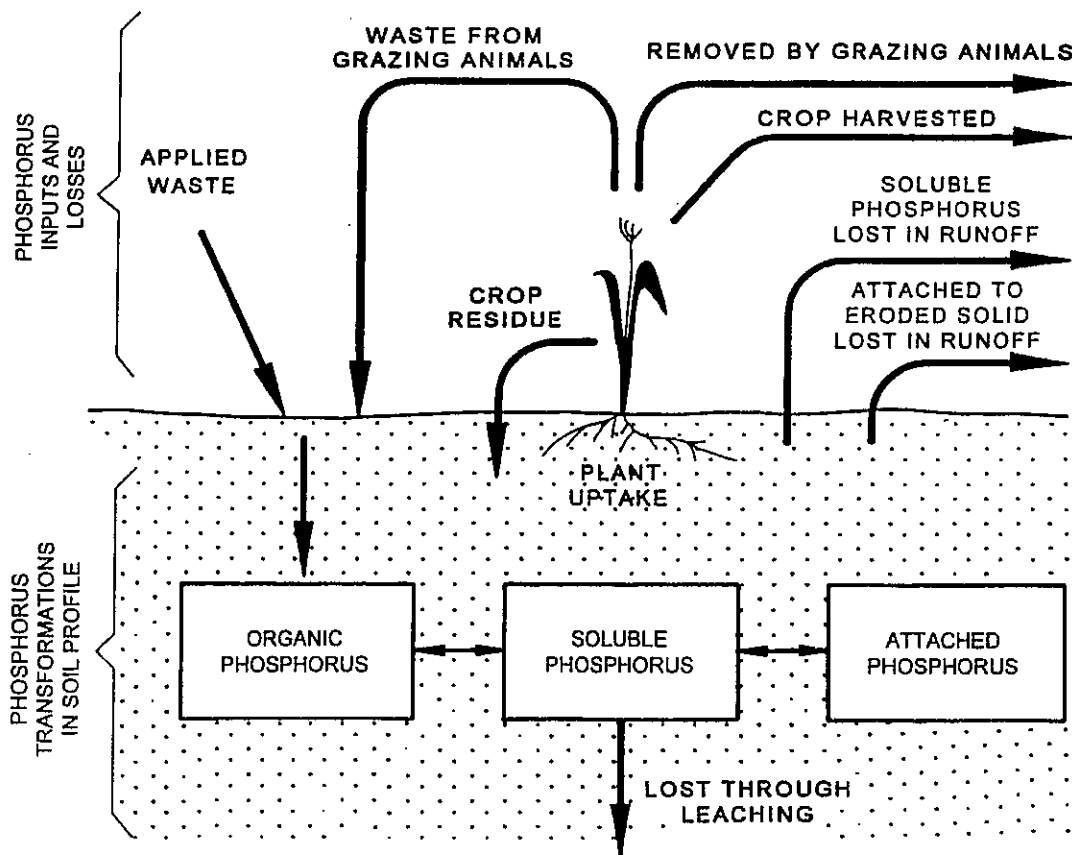 WASTE FROM
GRAZING ANIMALS
REMOVED BY GRAZING ANIMALS
CROP HARVESTED
PHOSPHORUS
INPUTS AND
LOSSES
APPLIED
WASTE
SOLUBLE
PHOSPHORUS
LOST IN RUNOFF
CROP
RESIDUE
ATTACHED TO
ERODED SOLID
LOST IN RUNOFF
PLANT
UPTAKE
PHOSPHORUS
TRANSFORMATIONS
IN SOIL PROFILE
ORGANIC
PHOSPHORUS
SOLUBLE
PHOSPHORUS
ATTACHED
PHOSPHORUS
LOST THROUGH
LEACHING